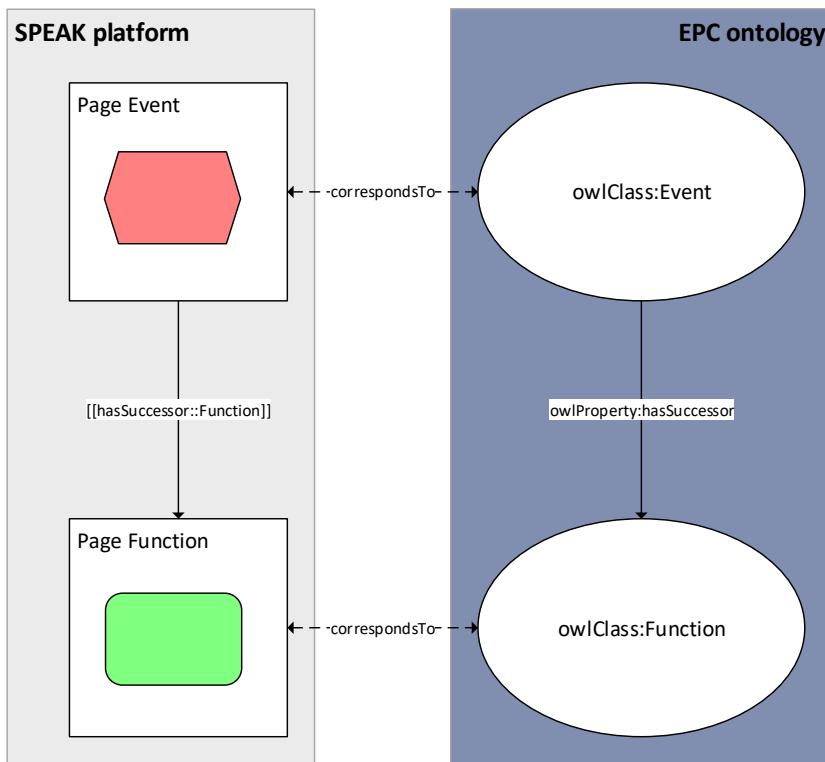 SPEAK platform
EPC ontology
Page Event
correspondsTo
owlClass:Event
[[hasSuccessor::Function]]
owlProperty:hasSuccessor
Page Function
correspondsTo
owlClass:Function